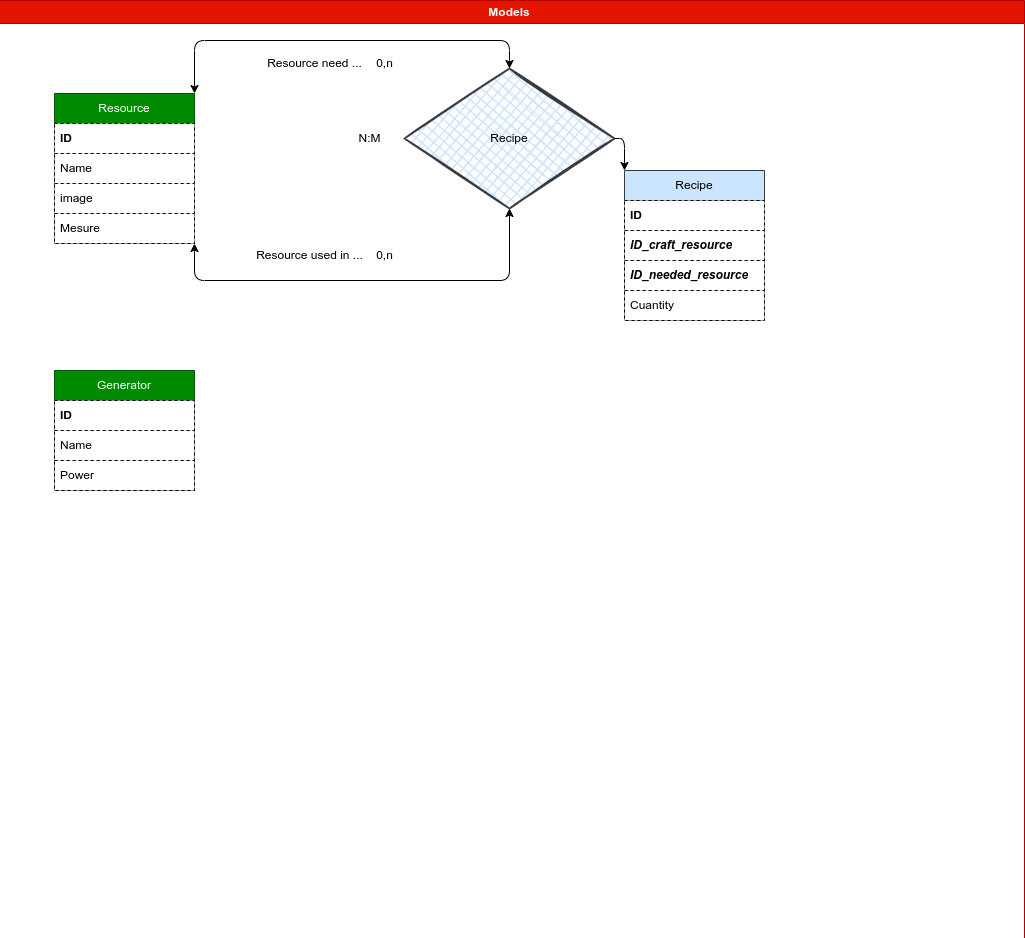 Models
Resource need ... 0,n
Resource
ID
Name
image
Mesure
N:M
Recipe
Resource used in ... 0,n
Recipe
ID
ID_craft_resource
ID_needed_resource
Cuantity
Generator
ID
Name
Power